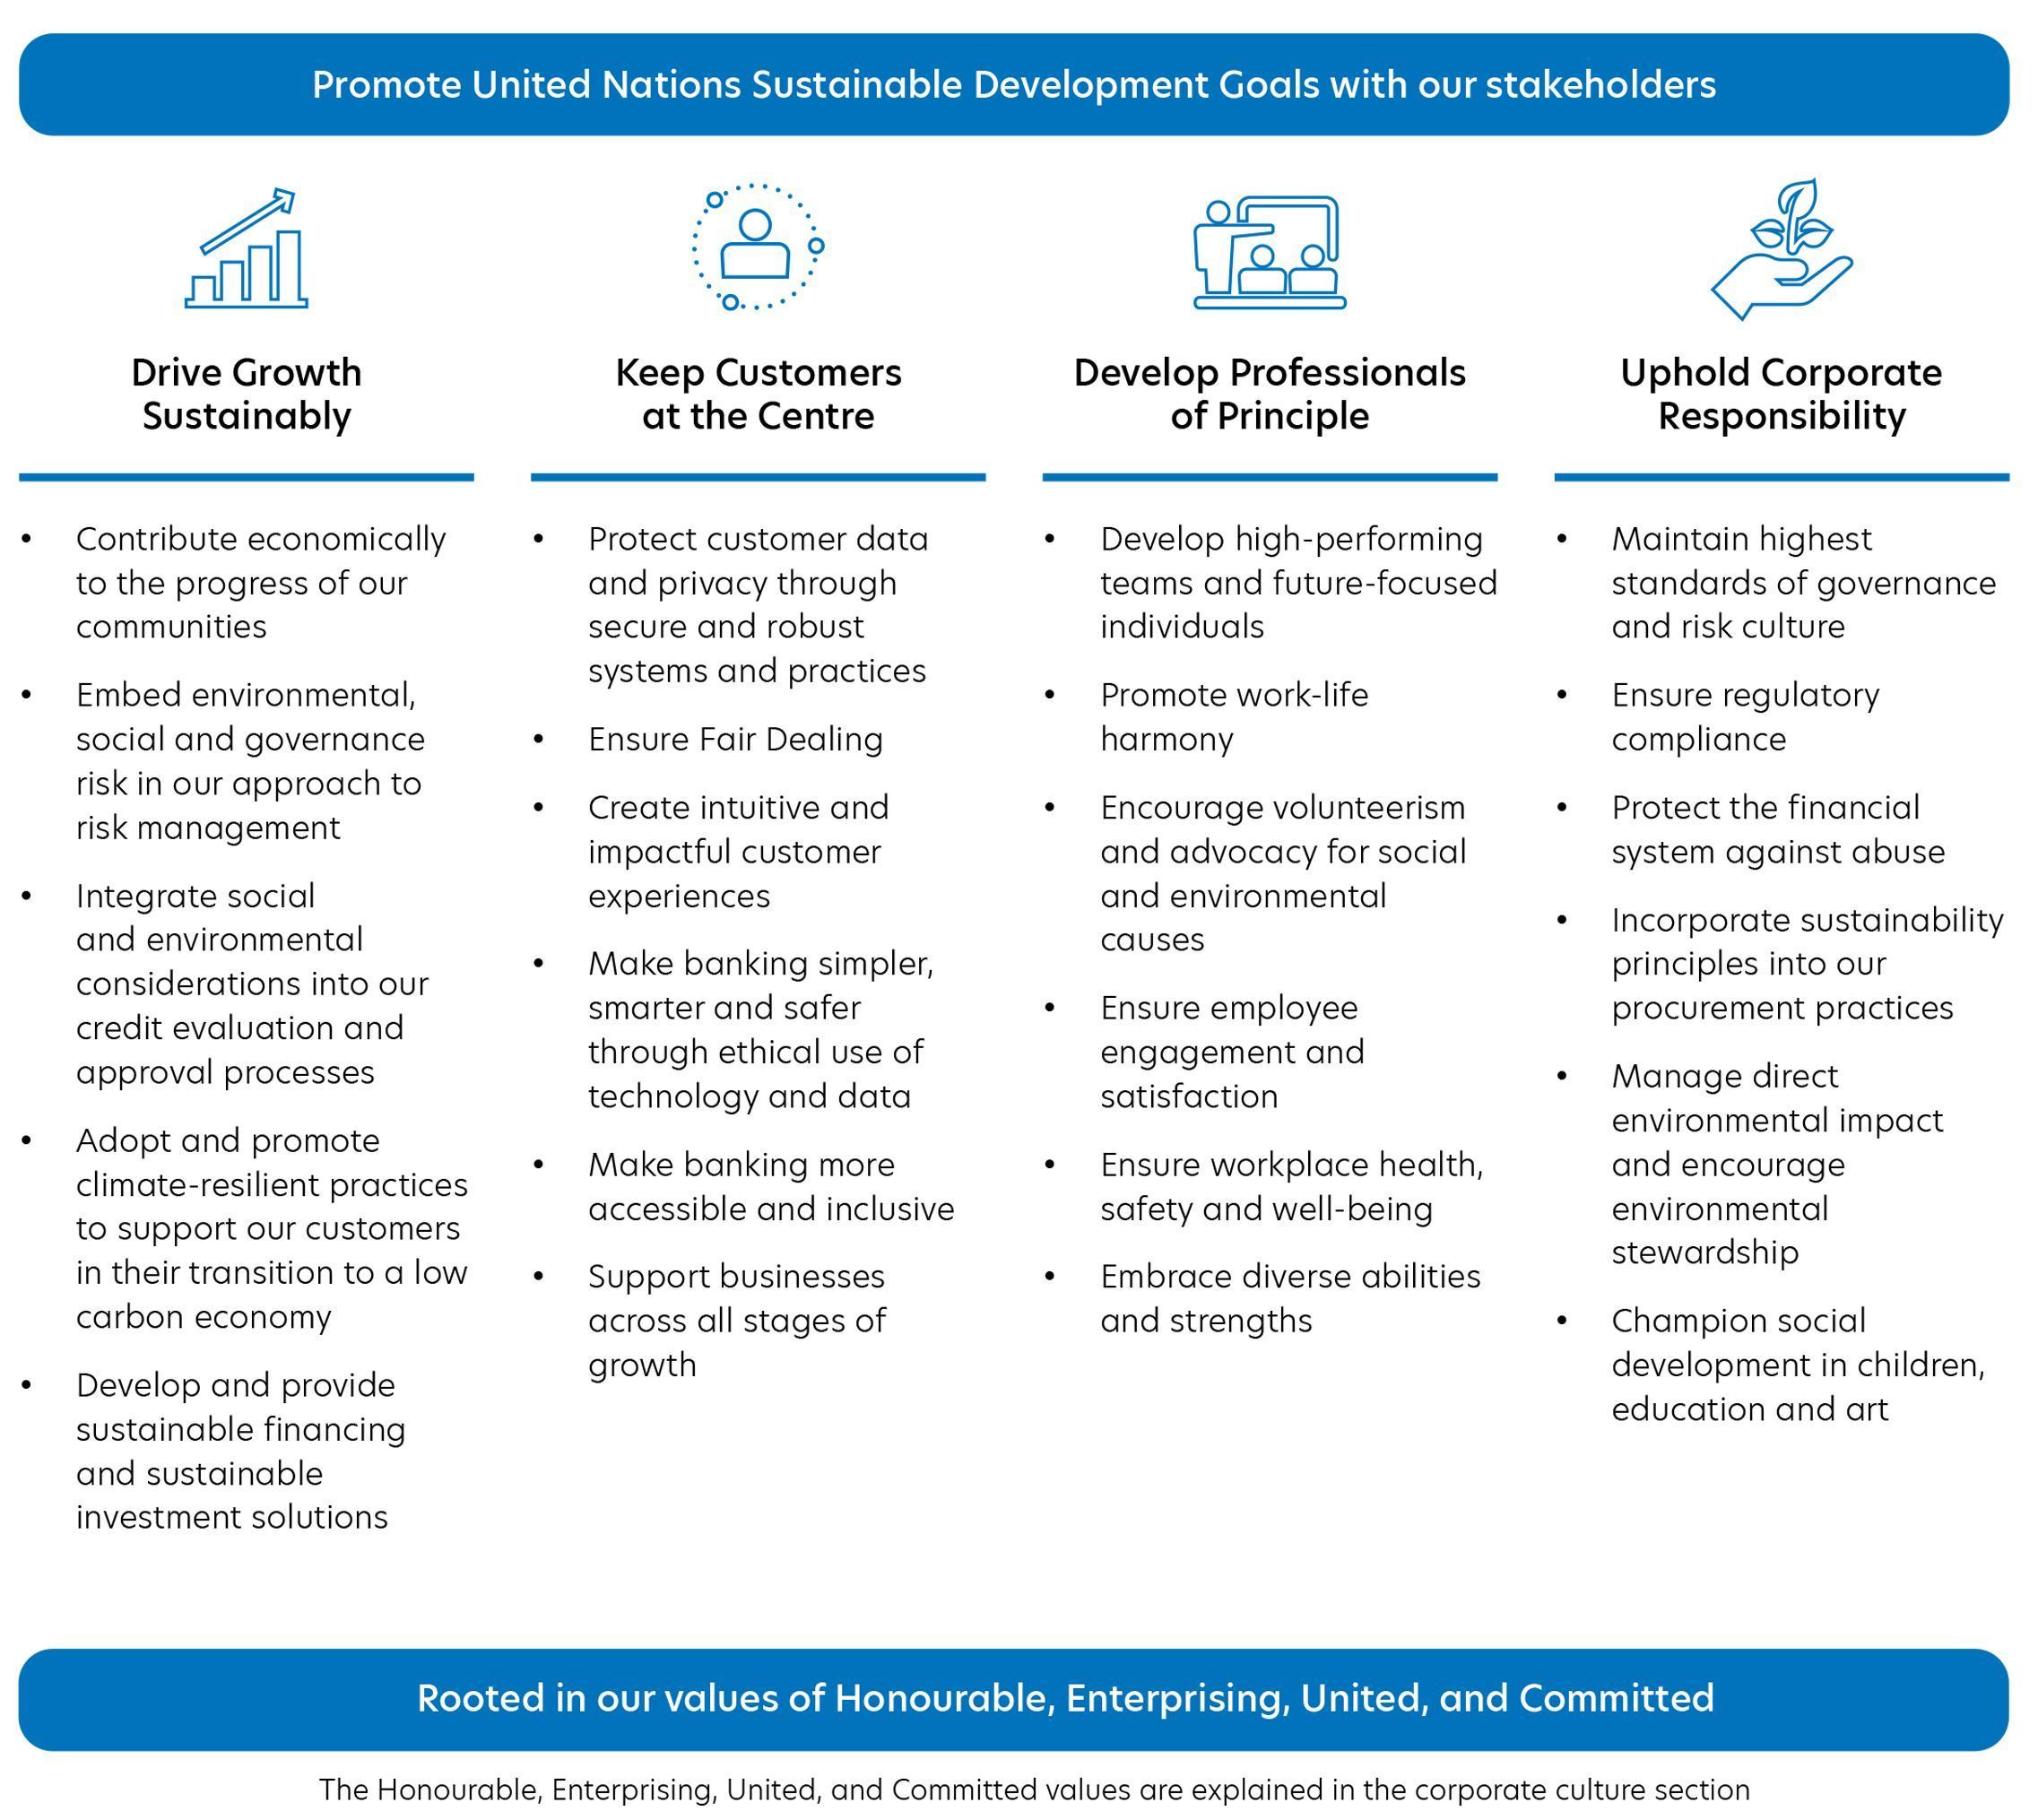 Promote United Nations Sustainable Development Goals with our stakeholders
Drive Growth
Sustainably
• Contribute economically
to the progress of our
communities
• Embed environmental,
social and governance
risk in our approach to
risk management
• Integrate social
and environmental
considerations into our
credit evaluation and
approval processes
• Adopt and promote
climate-resilient practices
to support our customers
in their transition to a low
carbon economy
• Develop and provide
sustainable financing
and sustainable
investment solutions
Keep Customers
at the Centre
• Protect customer data
and privacy through
secure and robust
systems and practices
• Ensure Fair Dealing
• Create intuitive and
impactful customer
experiences
• Make banking simpler,
smarter and safer
through ethical use of
technology and data
• Make banking more
accessible and inclusive
• Support businesses
across all stages of
growth
Develop Professionals
of Principle
• Develop high-performing
teams and future-focused
individuals
• Promote work-life
harmony
• Encourage volunteerism
and advocacy for social
and environmental
causes
• Ensure employee
engagement and
satisfaction
• Ensure workplace health,
safety and well-being
• Embrace diverse abilities
and strengths
Uphold Corporate
Responsibility
• Maintain highest
standards of governance
and risk culture
• Ensure regulatory
compliance
• Protect the financial
system against abuse
• Incorporate sustainability
principles into our
procurement practices
• Manage direct
environmental impact
and encourage
environmental
stewardship
• Champion social
development in children,
education and art
Rooted in our values of Honourable, Enterprising, United, and Committed
The Honourable, Enterprising, United, and Committed values are explained in the corporate culture section